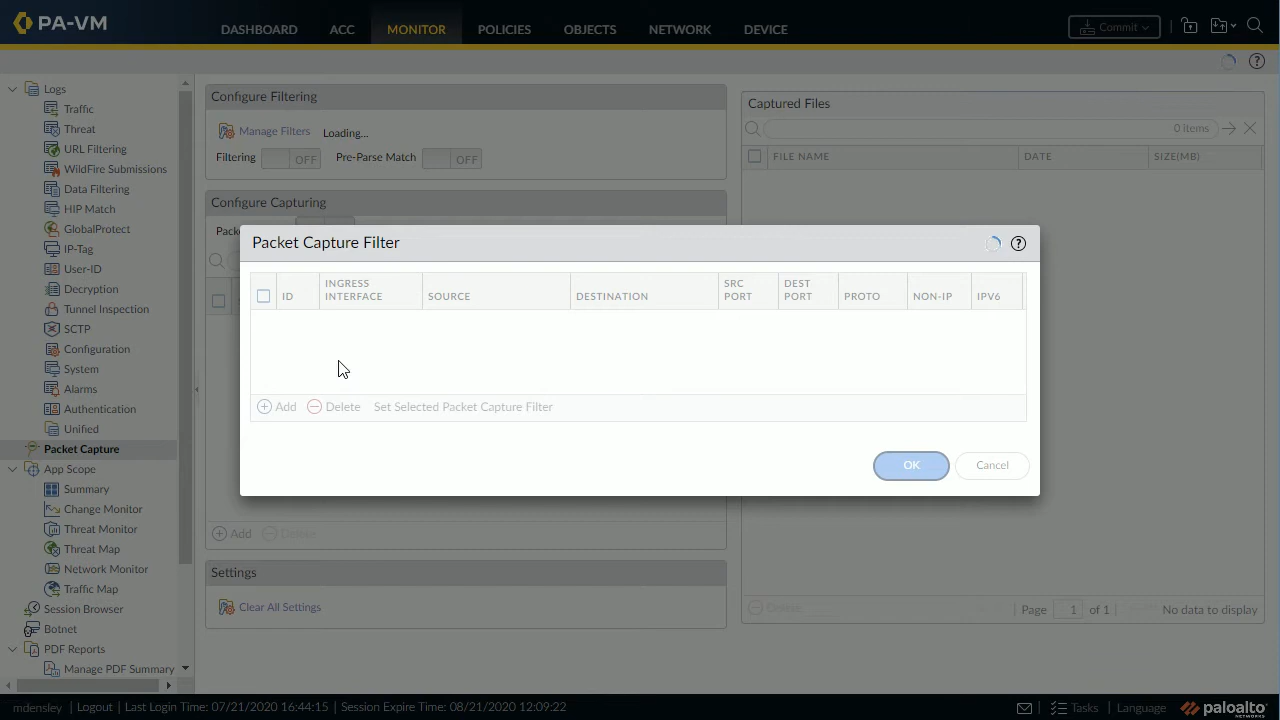 PA-VM
DASHBOARD ACC MONITOR POLICIES OBJECTS NETWORK DEVICE
Commit
Logs
Traffic
Threat
URL Filtering
WildFire Submissions
Data Filtering
HIP Match
GlobalProtect
IP-Tag
User-ID
Decryption
Tunnel Inspection
SCTP
Configuration
System
Alarms
Authentication
Unified
Packet Capture
App Scope
Summary
Change Monitor
Threat Monitor
Threat Map
Network Monitor
Traffic Map
Session Browser
Botnet
PDF Reports
Manage PDF Summary
Configure Filtering
Manage Filters Loading...
Filtering OFF Pre-Parse Match OFF
Configure Capturing
Packe
Packet Capture Filter
ID INGRESS INTERFACE SOURCE DESTINATION SRC PORT DEST PORT PROTO NON-IP IPV6
Add Delete Set Selected Packet Capture Filter
OK Cancel
Add Delete
Settings
Clear All Settings
Captured Files
0 items
FILE NAME DATE SIZE(MB)
Delete Page 1 of 1 No data to display
mdensley Logout Last Login Time: 07/21/2020 16:44:15 Session Expire Time: 08/21/2020 12:09:22
Tasks Language paloalto NETWORKS